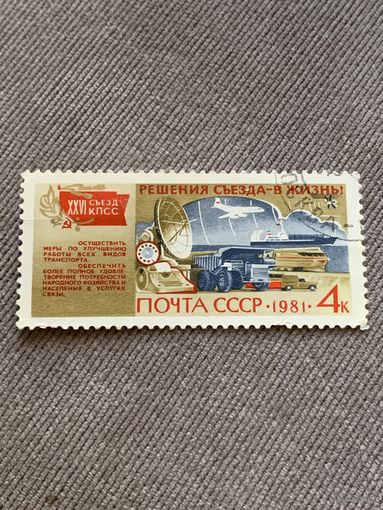 XXVI СЪЕЗД
КПСС
РЕШЕНИЯ СЪЕЗДА - В ЖИЗНЬ!
ОСУЩЕСТВИТЬ
МЕРЫ ПО УЛУЧШЕНИЮ
РАБОТЫ ВСЕХ ВИДОВ
ТРАНСПОРТА.
ОБЕСПЕЧИТЬ
БОЛЕЕ ПОЛНОЕ УДОВЛЕ-
ТВОРЕНИЕ ПОТРЕБНОСТИ
НАРОДНОГО ХОЗЯЙСТВА И
НАСЕЛЕНИЯ В УСЛУГАХ
СВЯЗИ.
ПОЧТА СССР · 1981 · 4К